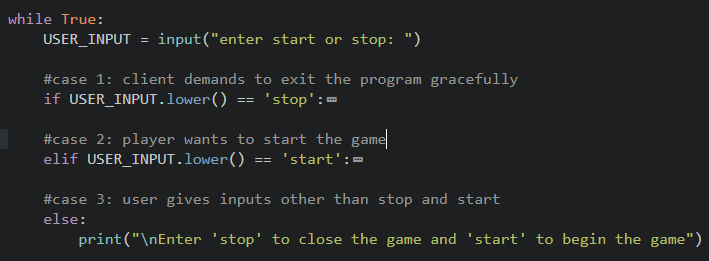 while True:
USER_INPUT = input("enter start or stop: ")
#case 1: client demands to exit the program gracefully
if USER_INPUT.lower() == 'stop':
#case 2: player wants to start the game
elif USER_INPUT.lower() == 'start':
#case 3: user gives inputs other than stop and start
else:
print("\nEnter 'stop' to close the game and 'start' to begin the game")